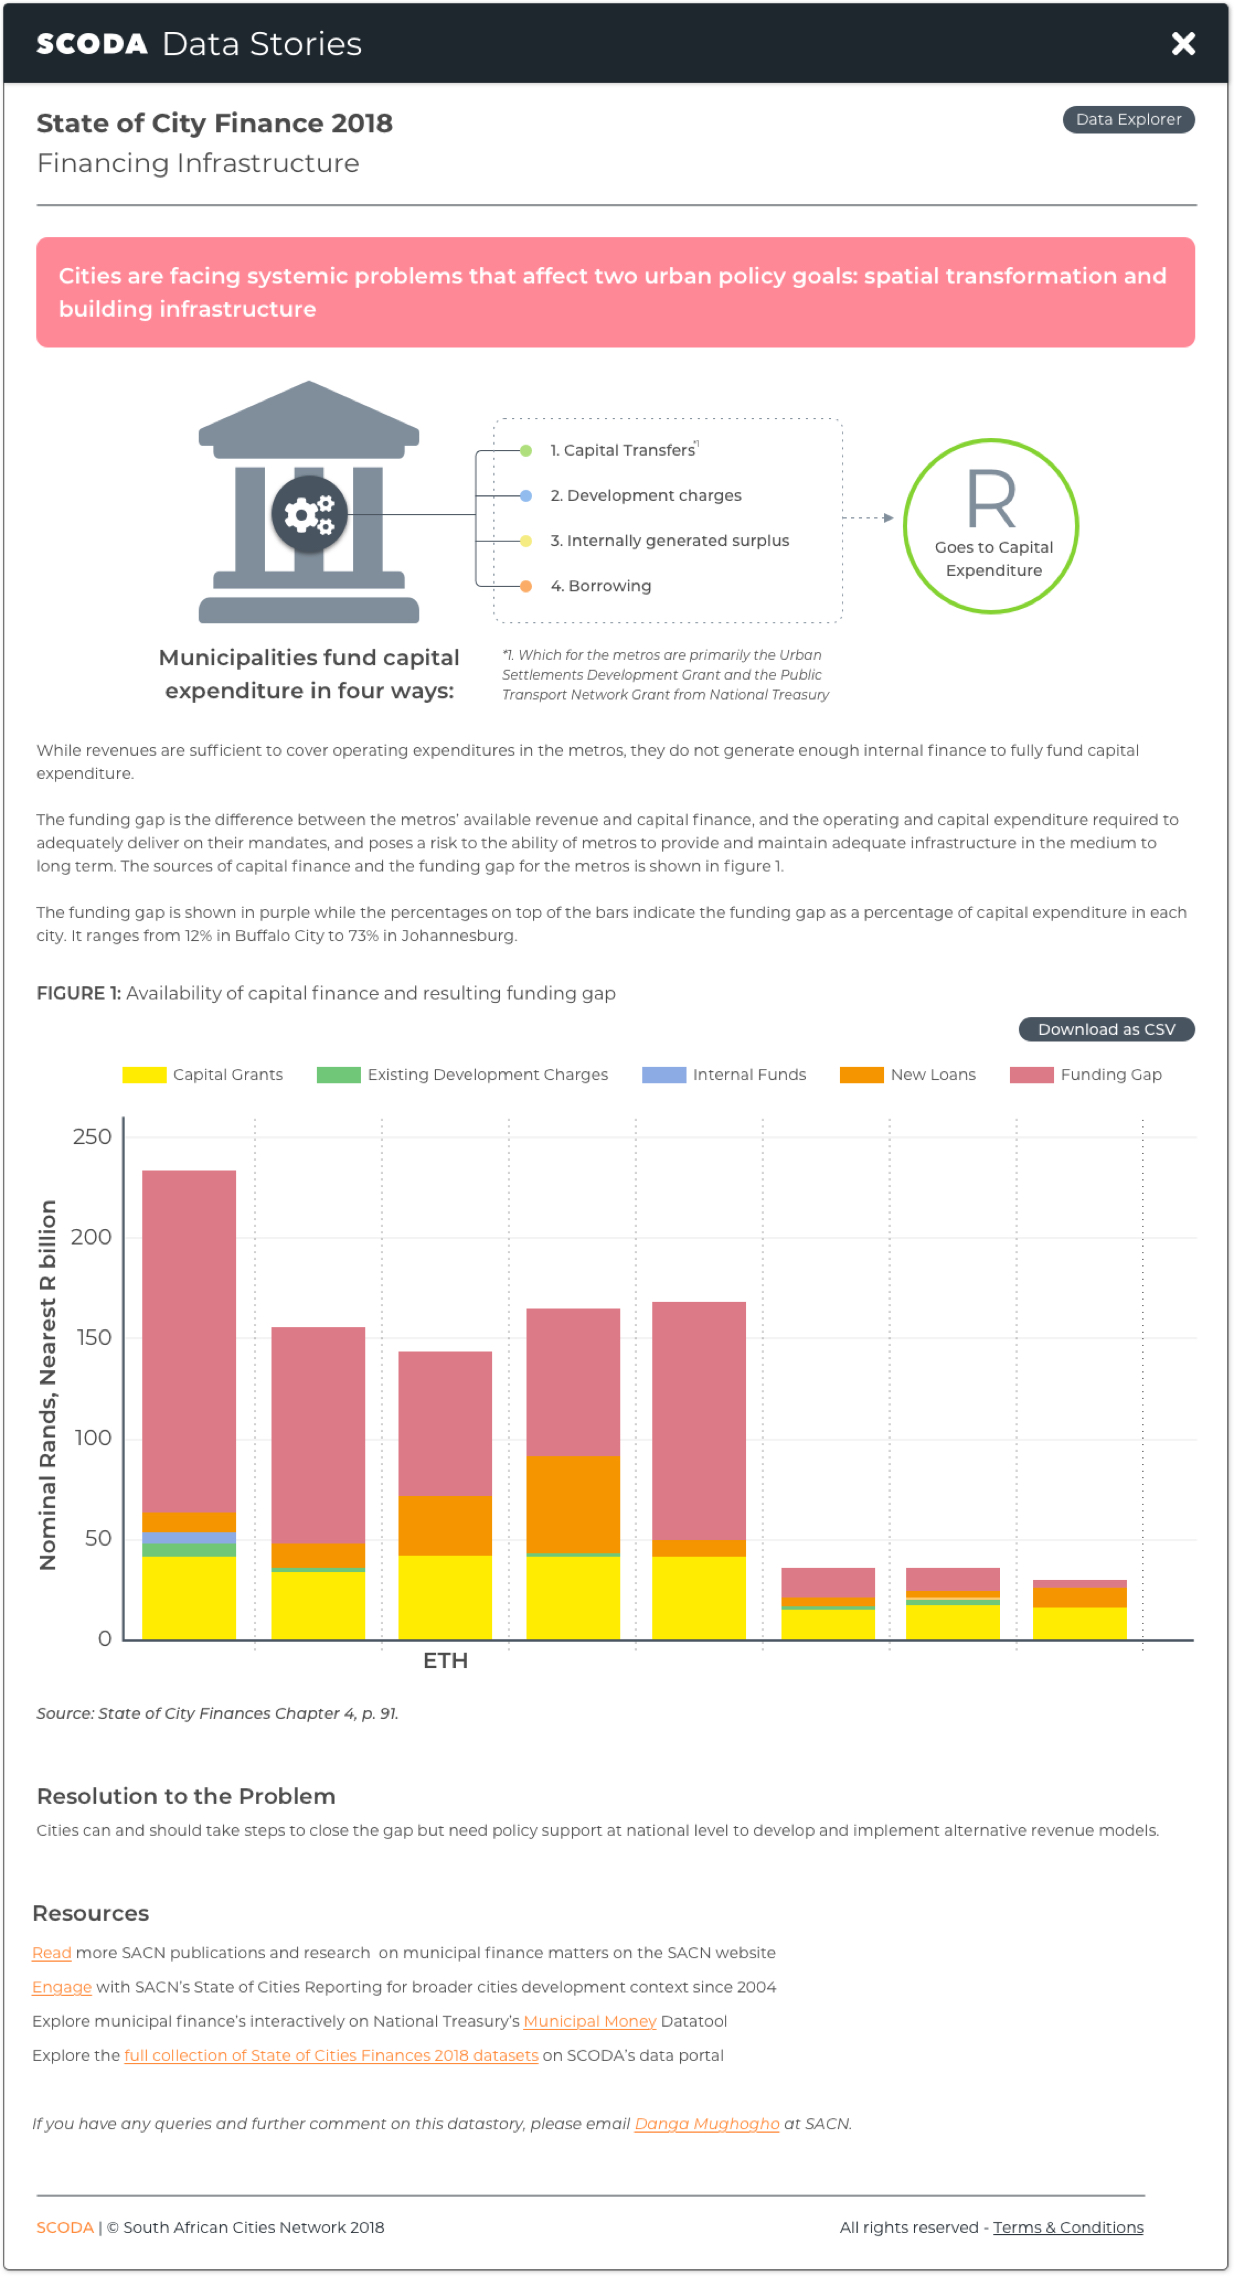 SCODA Data Stories
State of City Finance 2018
Data Explorer
Financing Infrastructure
Cities are facing systemic problems that affect two urban policy goals: spatial transformation and
building infrastructure
1. Capital Transfers*1
2. Development charges
3. Internally generated surplus
4. Borrowing
R
Goes to Capital
Expenditure
Municipalities fund capital
expenditure in four ways:
*1. Which for the metros are primarily the Urban
Settlements Development Grant and the Public
Transport Network Grant from National Treasury
While revenues are sufficient to cover operating expenditures in the metros, they do not generate enough internal finance to fully fund capital
expenditure.
The funding gap is the difference between the metros' available revenue and capital finance, and the operating and capital expenditure required to
adequately deliver on their mandates, and poses a risk to the ability of metros to provide and maintain adequate infrastructure in the medium to
long term. The sources of capital finance and the funding gap for the metros is shown in figure 1.
The funding gap is shown in purple while the percentages on top of the bars indicate the funding gap as a percentage of capital expenditure in each
city. It ranges from 12% in Buffalo City to 73% in Johannesburg.
FIGURE 1: Availability of capital finance and resulting funding gap
Download as CSV
Capital Grants
Existing Development Charges
Internal Funds
New Loans
Funding Gap
Nominal Rands, Nearest R billion
250
200
150
100
50
0
ETH
Source: State of City Finances Chapter 4, p. 91.
Resolution to the Problem
Cities can and should take steps to close the gap but need policy support at national level to develop and implement alternative revenue models.
Resources
Read more SACN publications and research on municipal finance matters on the SACN website
Engage with SACN's State of Cities Reporting for broader cities development context since 2004
Explore municipal finance's interactively on National Treasury's Municipal Money Datatool
Explore the full collection of State of Cities Finances 2018 datasets on SCODA's data portal
If you have any queries and further comment on this datastory, please email Danga Mughogho at SACN.
SCODA | © South African Cities Network 2018
All rights reserved - Terms & Conditions